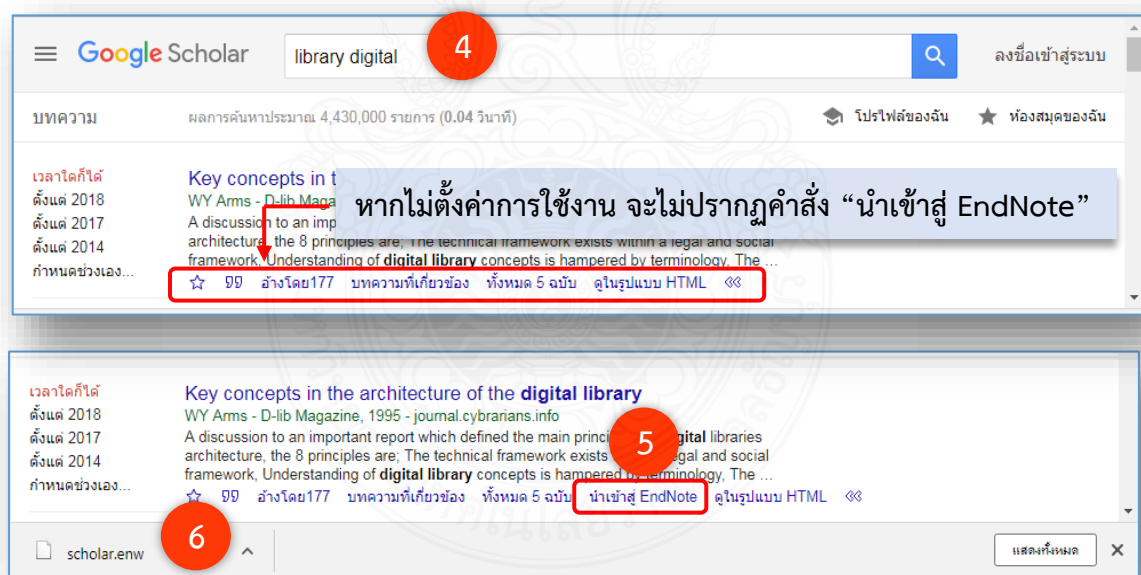 Google Scholar
library digital
4
ลงชื่อเข้าสู่ระบบ
บทความ
ผลการค้นหาประมาณ 4,430,000 รายการ (0.04 วินาที)
โปรไฟล์ของฉัน
ห้องสมุดของฉัน
เวลาใดก็ได้
ตั้งแต่ 2018
ตั้งแต่ 2017
ตั้งแต่ 2014
กำหนดช่วงเอง...
Key concepts in t
WY Arms - D-lib Maga
A discussion to an imp
architecture, the 8 principles are; The technical framework exists within a legal and social
framework, Understanding of digital library concepts is hampered by terminology, The ...
อ้างโดย177 บทความที่เกี่ยวข้อง ทั้งหมด 5 ฉบับ ดูในรูปแบบ HTML
หากไม่ตั้งค่าการใช้งาน จะไม่ปรากฏคำสั่ง “นำเข้าสู่ EndNote”
เวลาใดก็ได้
ตั้งแต่ 2018
ตั้งแต่ 2017
ตั้งแต่ 2014
กำหนดช่วงเอง...
Key concepts in the architecture of the digital library
WY Arms - D-lib Magazine, 1995 - journal.cybrarians.info
A discussion to an important report which defined the main princi gital libraries
architecture, the 8 principles are; The technical framework exists egal and social
framework, Understanding of digital library concepts is hampered by terminology, The ...
5
อ้างโดย177 บทความที่เกี่ยวข้อง ทั้งหมด 5 ฉบับ นำเข้าสู่ EndNote ดูในรูปแบบ HTML
scholar.enw
6
แสดงทั้งหมด